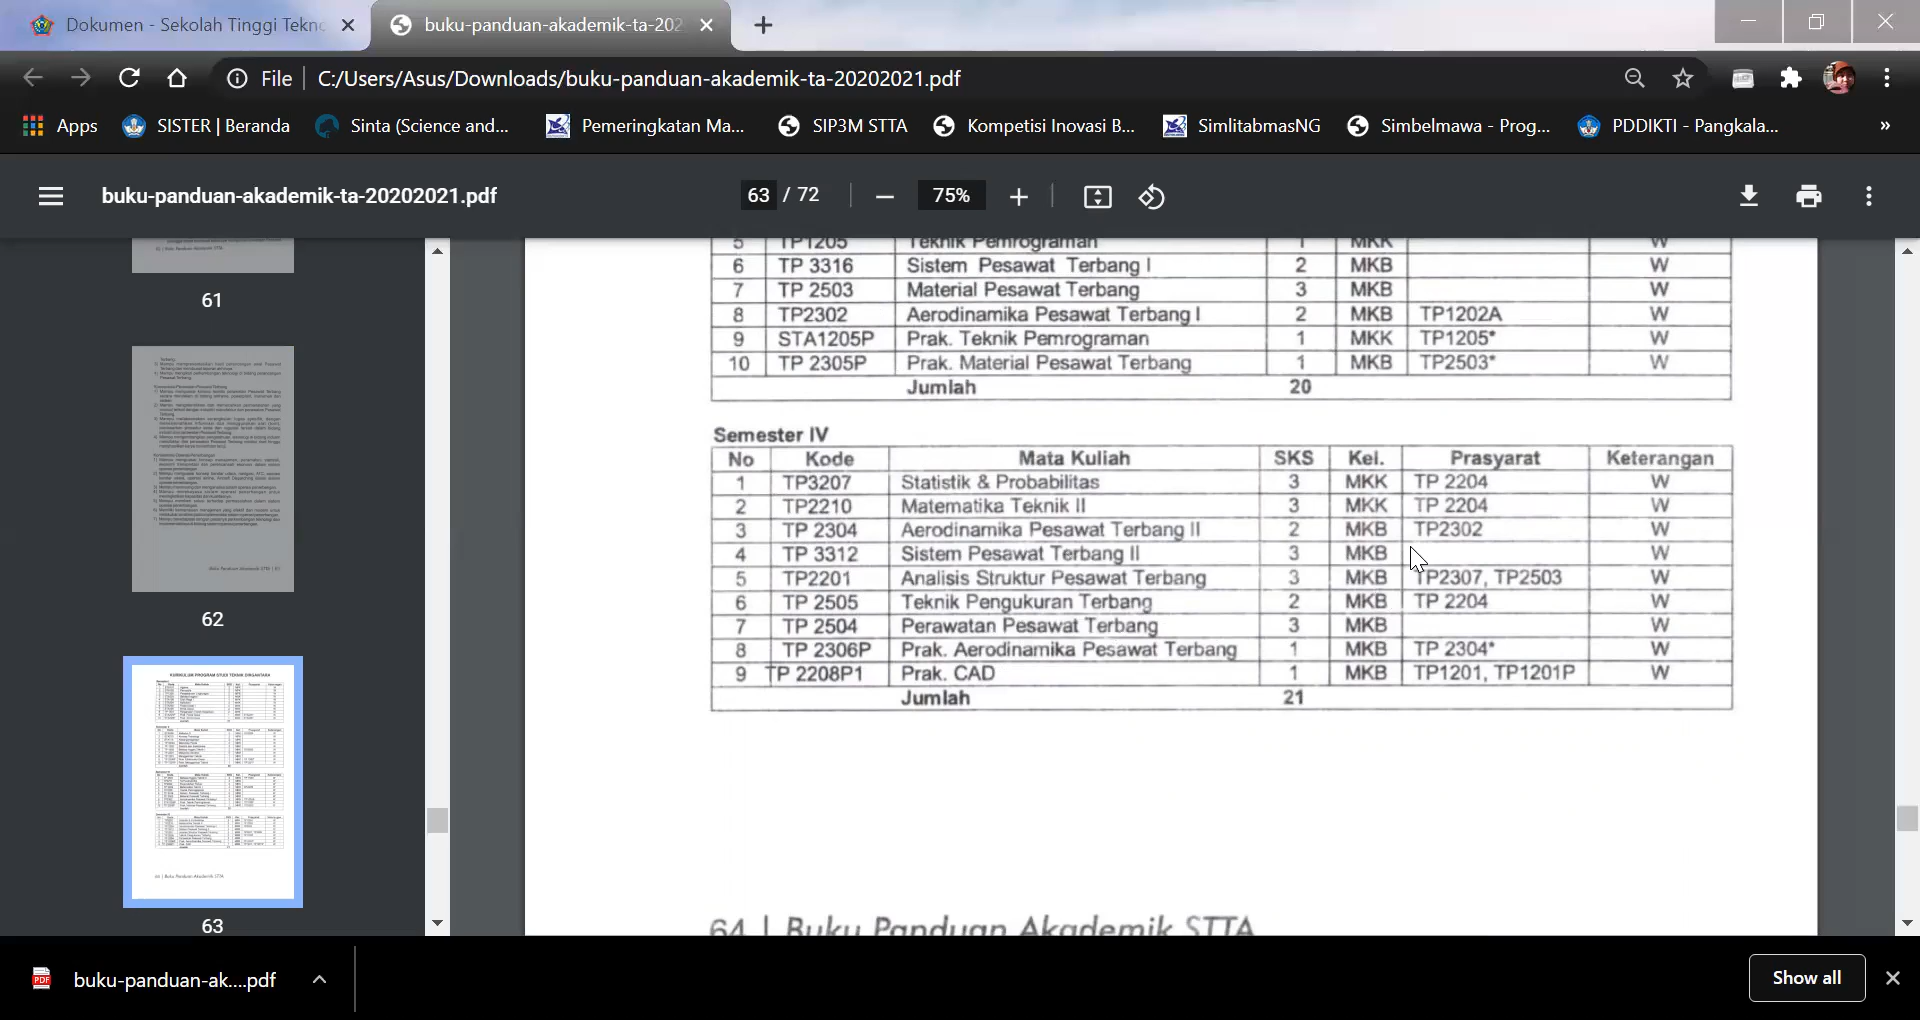 Dokumen - Sekolah Tinggi Tekno
buku-panduan-akademik-ta-202
File
C:/Users/Asus/Downloads/buku-panduan-akademik-ta-20202021.pdf
Apps SISTER | Beranda Sinta (Science and... Pemeringkatan Ma... SIP3M STTA Kompetisi Inovasi B... SimlitabmasNG Simbelmawa - Prog... PDDIKTI - Pangkala... »
buku-panduan-akademik-ta-20202021.pdf 63 / 72 75%
61
62
63
5 TP1205 Teknik Pemrograman 1 MKK W
6 TP 3316 Sistem Pesawat Terbang I 2 MKB W
7 TP 2503 Material Pesawat Terbang 3 MKB W
8 TP2302 Aerodinamika Pesawat Terbang I 2 MKB TP1202A W
9 STA1205P Prak. Teknik Pemrograman 1 MKK TP1205* W
10 TP 2305P Prak. Material Pesawat Terbang 1 MKB TP2503* W
Jumlah 20
Semester IV
No Kode Mata Kuliah SKS Kel. Prasyarat Keterangan
1 TP3207 Statistik & Probabilitas 3 MKK TP 2204 W
2 TP2210 Matematika Teknik II 3 MKK TP 2204 W
3 TP 2304 Aerodinamika Pesawat Terbang II 2 MKB TP2302 W
4 TP 3312 Sistem Pesawat Terbang II 3 MKB W
5 TP2201 Analisis Struktur Pesawat Terbang 3 MKB TP2307, TP2503 W
6 TP 2505 Teknik Pengukuran Terbang 2 MKB TP 2204 W
7 TP 2504 Perawatan Pesawat Terbang 3 MKB W
8 TP 2306P Prak. Aerodinamika Pesawat Terbang 1 MKB TP 2304* W
9 TP 2208P1 Prak. CAD 1 MKB TP1201, TP1201P W
Jumlah 21
64 | Buku Panduan Akademik STTA
buku-panduan-ak....pdf
Show all